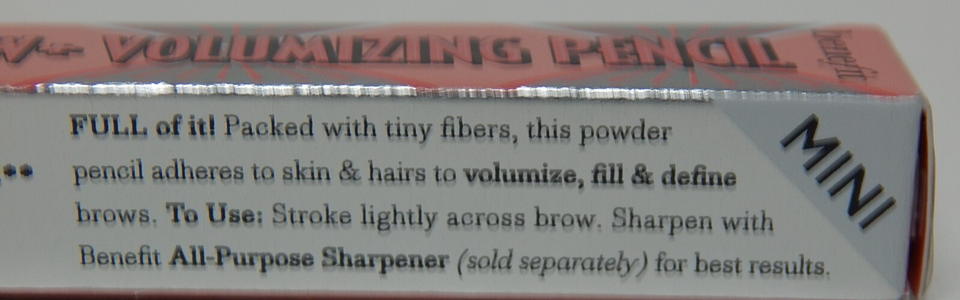 VOLUMIZING PENCIL
benefit
FULL of it! Packed with tiny fibers, this powder
pencil adheres to skin & hairs to volumize, fill & define
brows. To Use: Stroke lightly across brow. Sharpen with
Benefit All-Purpose Sharpener (sold separately) for best results.
MINI